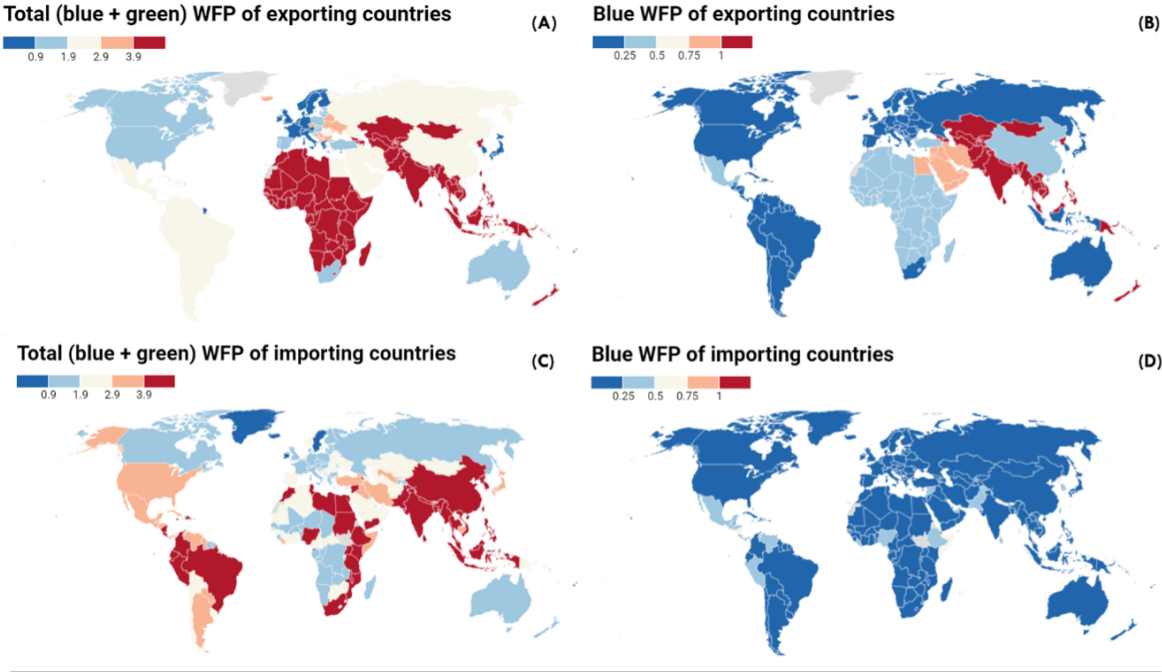 Total (blue + green) WFP of exporting countries
(A)
0.9 1.9 2.9 3.9
Blue WFP of exporting countries
(B)
0.25 0.5 0.75 1
Total (blue + green) WFP of importing countries
(C)
0.9 1.9 2.9 3.9
Blue WFP of importing countries
(D)
0.25 0.5 0.75 1